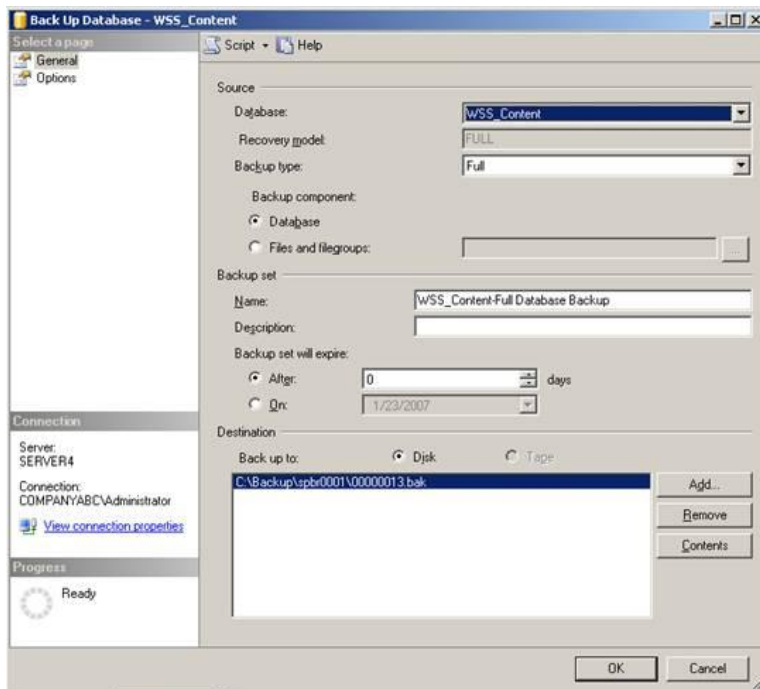 Back Up Database - WSS_Content
Select a page
General
Options
Script Help
Source
Database: WSS_Content
Recovery model: FULL
Backup type: Full
Backup component:
Database
Files and filegroups: ...
Backup set
Name: WSS_Content-Full Database Backup
Description:
Backup set will expire:
After: 0 days
On: 1/23/2007
Destination
Back up to: Disk Tape
C:\Backup\spbr0001\00000013.bak
Add...
Remove
Contents
Connection
Server:
SERVER4
Connection:
COMPANYABC\Administrator
View connection properties
Progress
Ready
OK Cancel